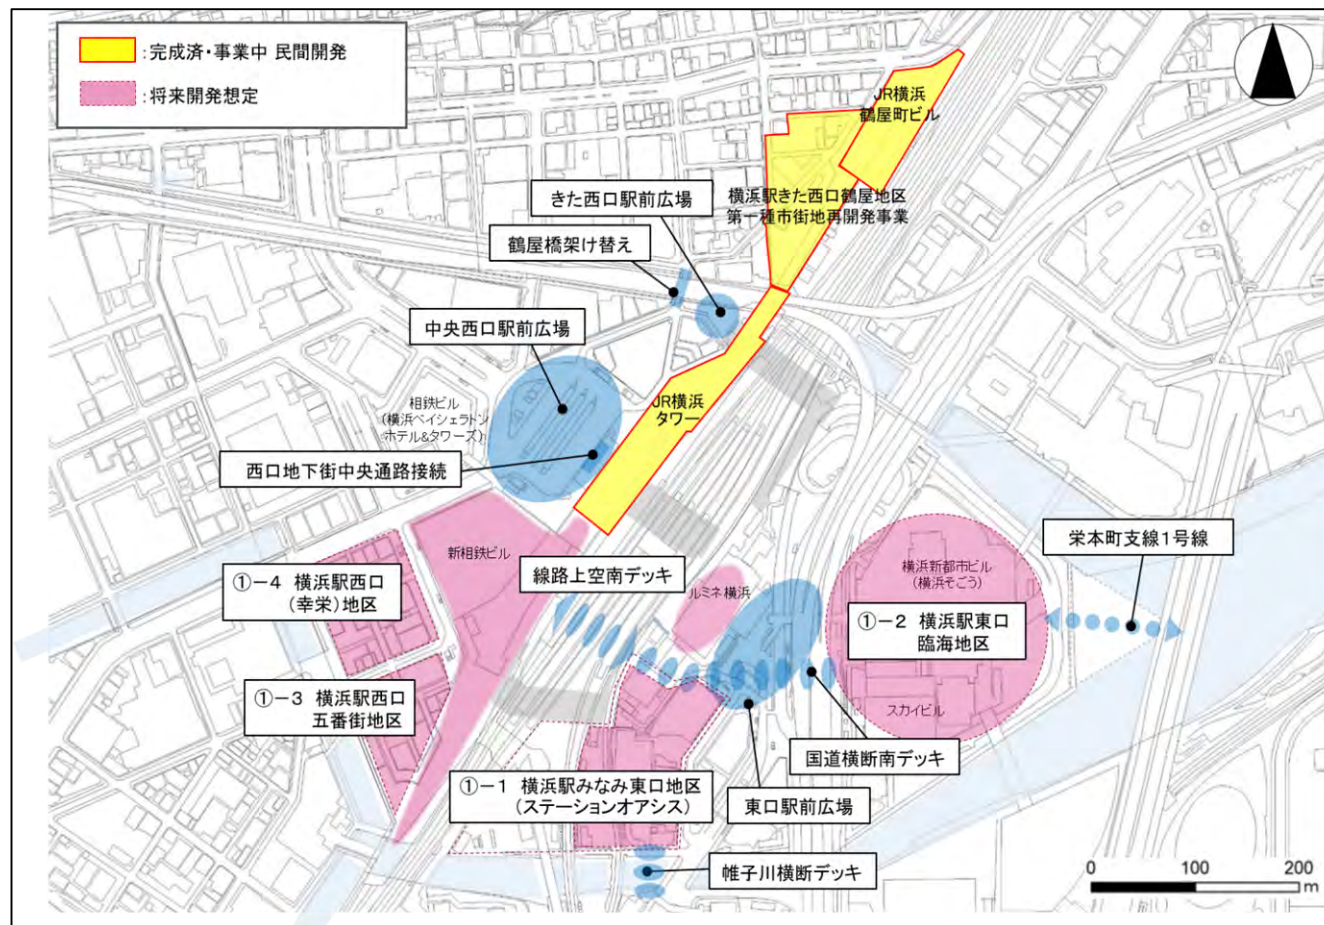 :完成済・事業中 民間開発
:将来開発想定
JR横浜
鶴屋町ビル
きた西口駅前広場
横浜駅きた西口鶴屋地区
第一種市街地再開発事業
鶴屋橋架け替え
中央西口駅前広場
相鉄ビル
(横浜ベイシェラトン
ホテル&タワーズ)
JR横浜
タワー
西口地下街中央通路接続
新相鉄ビル
線路上空南デッキ
①-4 横浜駅西口
(幸栄)地区
ルミネ横浜
横浜新都市ビル
(横浜そごう)
栄本町支線1号線
①-2 横浜駅東口
臨海地区
①-3 横浜駅西口
五番街地区
スカイビル
国道横断南デッキ
①-1 横浜駅みなみ東口地区
(ステーションオアシス)
東口駅前広場
帷子川横断デッキ
0 100 200
m